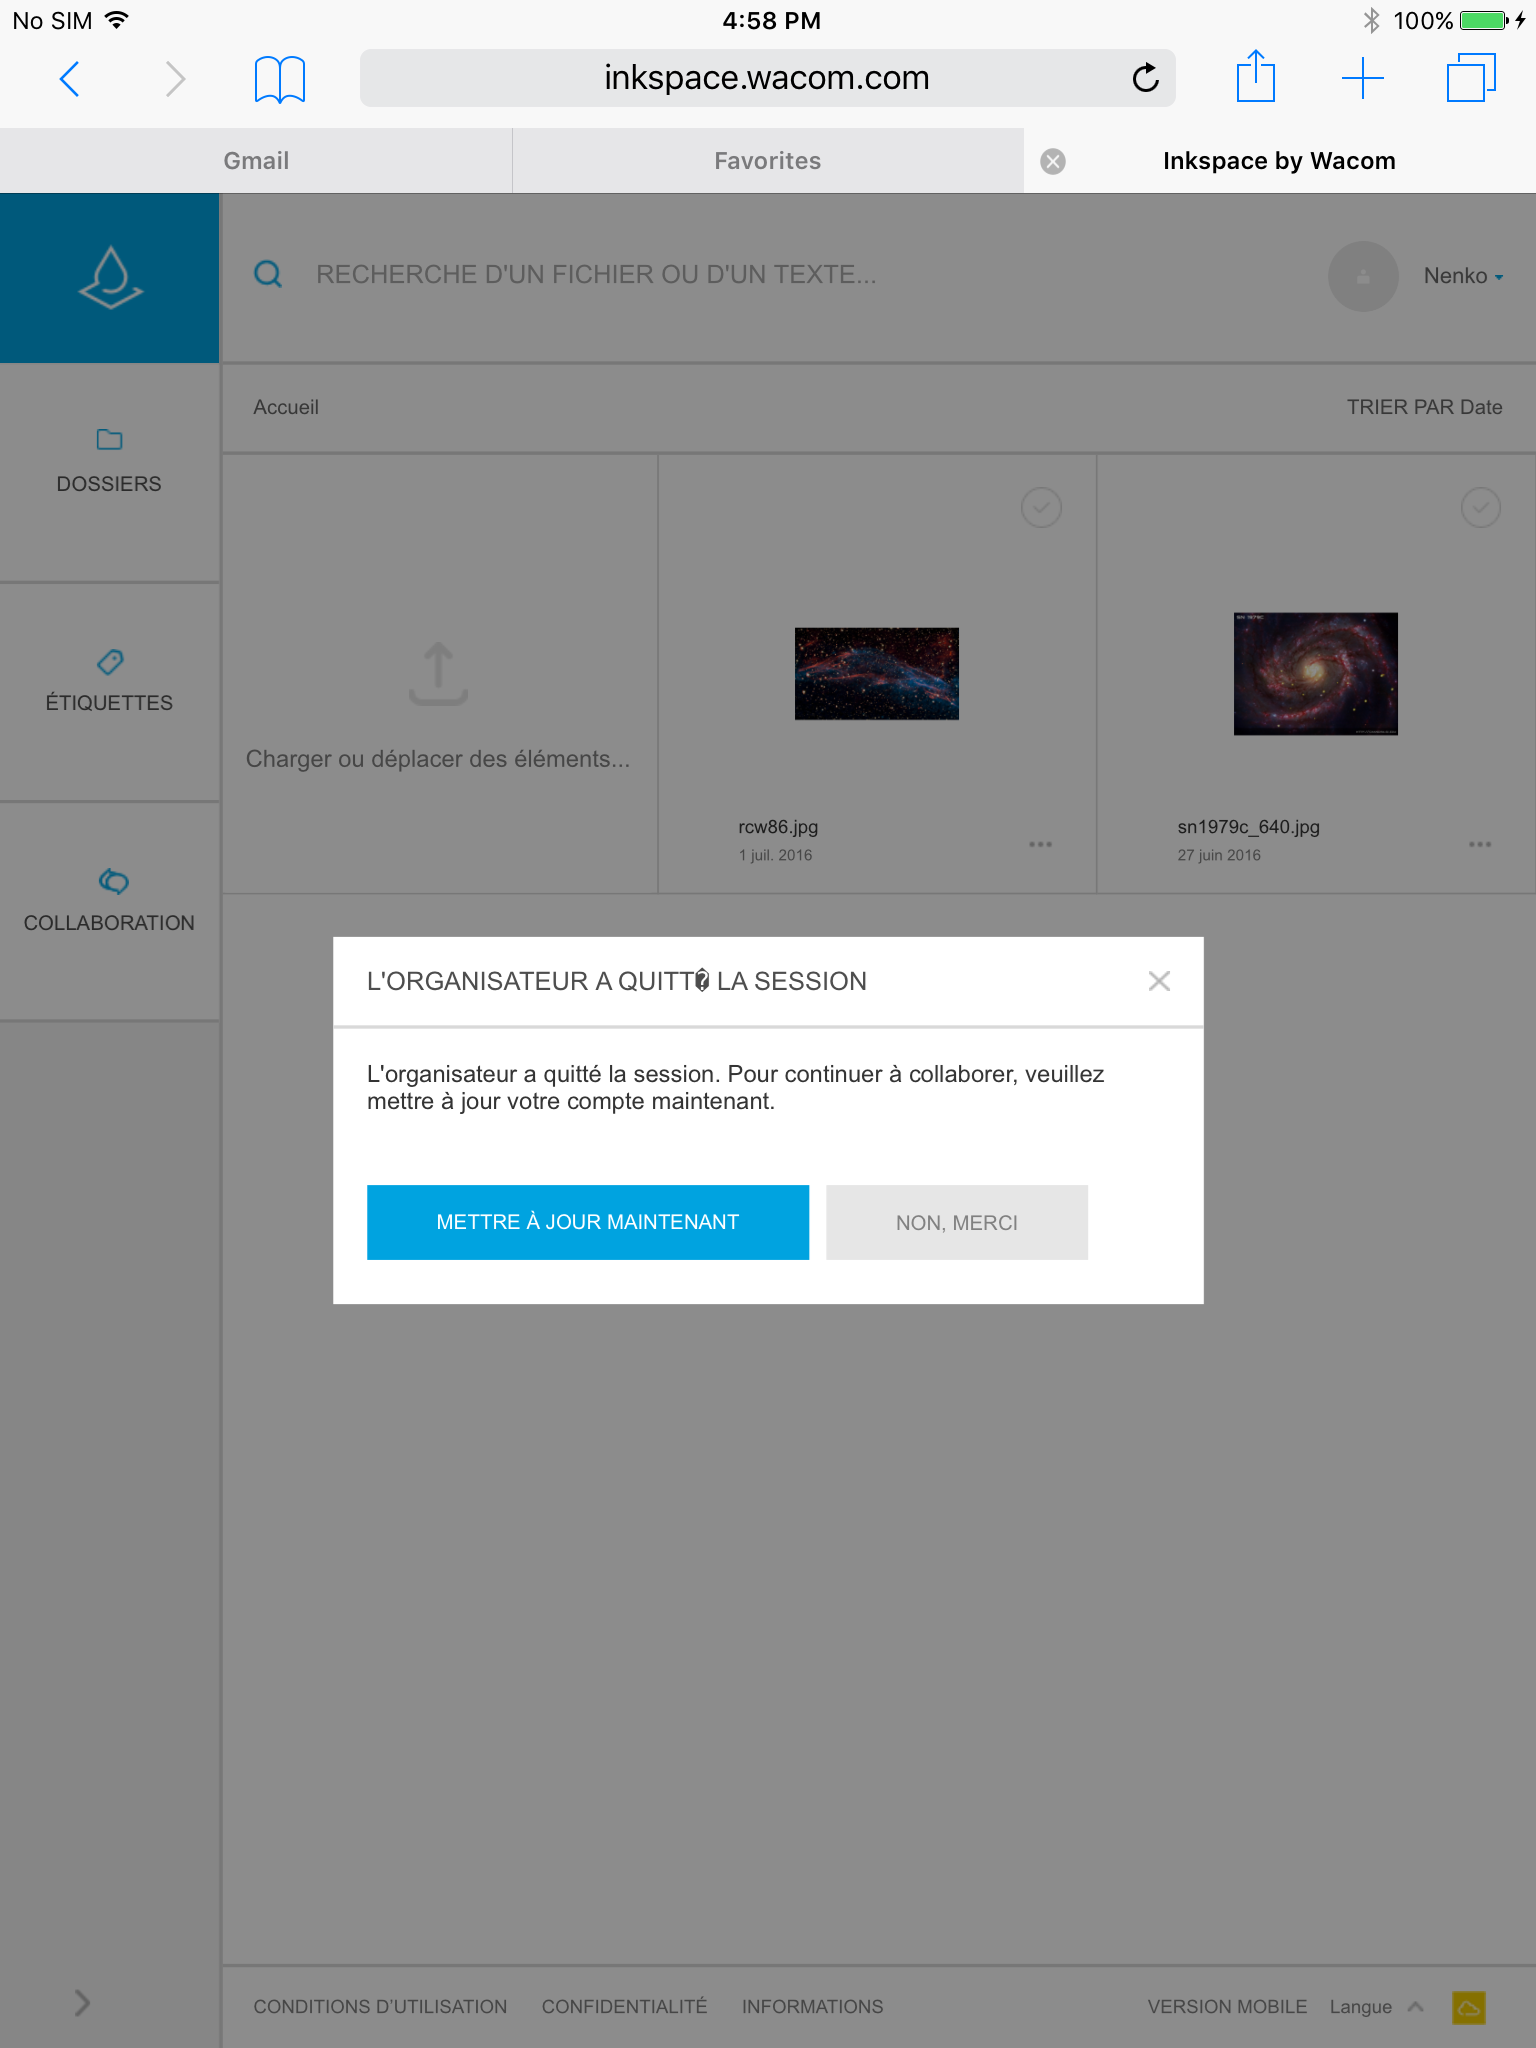 No SIM
4:58 PM
100%
inkspace.wacom.com
Gmail
Favorites
Inkspace by Wacom
RECHERCHE D'UN FICHIER OU D'UN TEXTE...
Nenko
Accueil
TRIER PAR Date
DOSSIERS
ÉTIQUETTES
COLLABORATION
Charger ou déplacer des éléments...
rcw86.jpg
1 juil. 2016
sn1979c_640.jpg
27 juin 2016
L'ORGANISATEUR A QUITT� LA SESSION
L'organisateur a quitté la session. Pour continuer à collaborer, veuillez
mettre à jour votre compte maintenant.
METTRE À JOUR MAINTENANT
NON, MERCI
CONDITIONS D’UTILISATION
CONFIDENTIALITÉ
INFORMATIONS
VERSION MOBILE
Langue